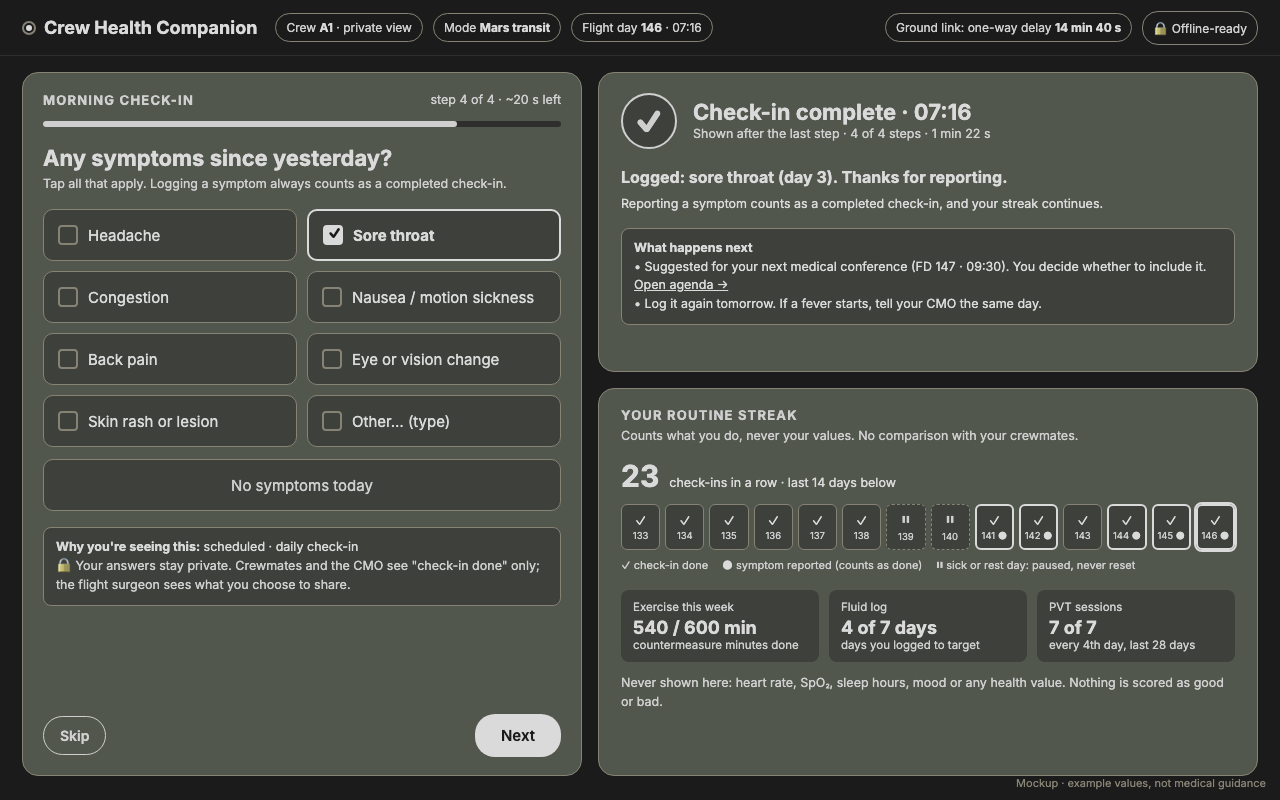 Crew Health Companion
Crew A1 · private view
Mode Mars transit
Flight day 146 · 07:16
Ground link: one-way delay 14 min 40 s
🔒 Offline-ready
MORNING CHECK-IN
step 4 of 4 · ~20 s left
Any symptoms since yesterday?
Tap all that apply. Logging a symptom always counts as a completed check-in.
Headache
Sore throat
Congestion
Nausea / motion sickness
Back pain
Eye or vision change
Skin rash or lesion
Other... (type)
No symptoms today
Why you're seeing this: scheduled · daily check-in
🔒 Your answers stay private. Crewmates and the CMO see "check-in done" only;
the flight surgeon sees what you choose to share.
Skip
Next
Check-in complete · 07:16
Shown after the last step · 4 of 4 steps · 1 min 22 s
Logged: sore throat (day 3). Thanks for reporting.
Reporting a symptom counts as a completed check-in, and your streak continues.
What happens next
• Suggested for your next medical conference (FD 147 · 09:30). You decide whether to include it.
Open agenda →
• Log it again tomorrow. If a fever starts, tell your CMO the same day.
YOUR ROUTINE STREAK
Counts what you do, never your values. No comparison with your crewmates.
23 check-ins in a row · last 14 days below
✓ ✓ ✓ ✓ ✓ ✓ ⏸ ⏸ ✓ ✓ ✓ ✓ ✓ ✓
133 134 135 136 137 138 139 140 141 ● 142 ● 143 144 ● 145 ● 146 ●
✓ check-in done ● symptom reported (counts as done) ⏸ sick or rest day: paused, never reset
Exercise this week
540 / 600 min
countermeasure minutes done
Fluid log
4 of 7 days
days you logged to target
PVT sessions
7 of 7
every 4th day, last 28 days
Never shown here: heart rate, SpO₂, sleep hours, mood or any health value. Nothing is scored as good
or bad.
Mockup · example values, not medical guidance